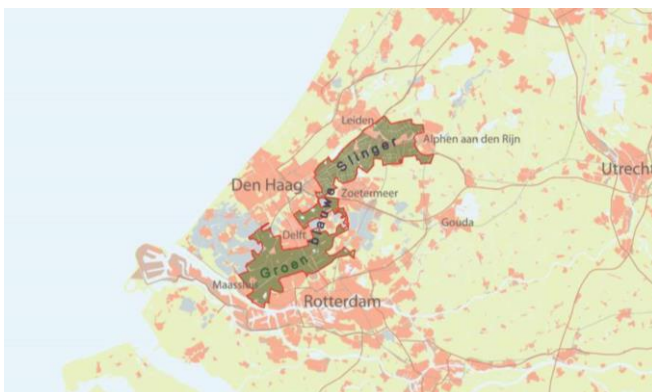 Leiden
Alphen aan den Rijn
Den Haag
Zoetermeer
Utrecht
Gouda
Delft
Groen blauwe Slinger
Maassluis
Rotterdam